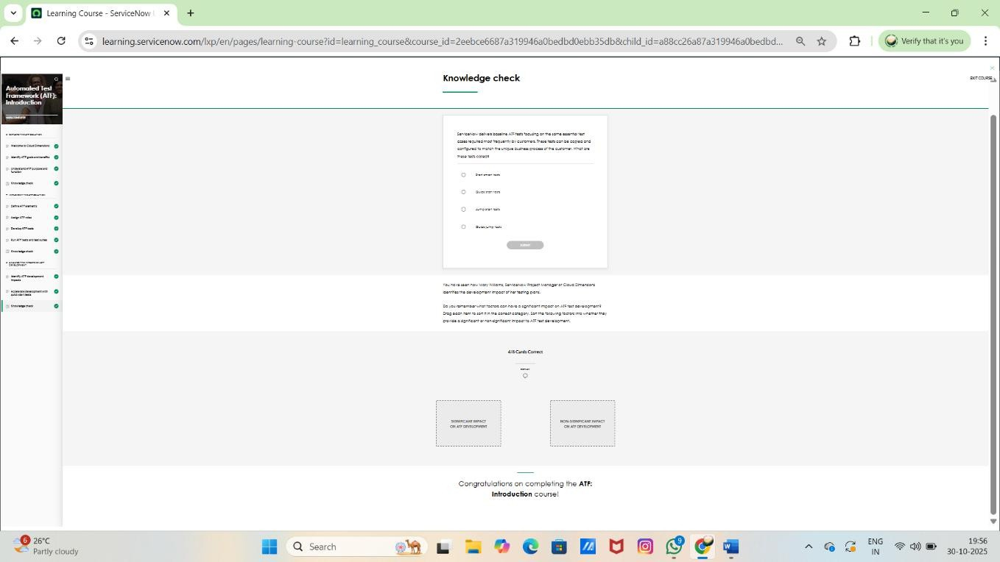 Learning Course - ServiceNow
learning.servicenow.com/lxp/en/pages/learning-course?id=learning_course&course_id=2eebce6687a319946a0bedbd0ebb35db&child_id=a88cc26a87a319946a0bedbd...
Verify that it's you
Knowledge check
EXIT COURSE
Automated Test
Framework (ATF):
Introduction
Welcome to Cloud Dimensions
Identify ATF goals and benefits
Understand ATF purpose and
function
Knowledge check
Define ATF elements
Assign ATF roles
Develop ATF tests
Run ATF tests and test suites
Knowledge check
Identify ATF development
impacts
Accelerate development with
quick start tests
Knowledge check
ServiceNow delivers baseline ATF tests focusing on the same essential test
cases required most frequently by customers. These tests can be copied and
configured to match the unique business process of the customer. What are
these tests called?
Start smart tests
Quick start tests
Jump start tests
Quick jump tests
SUBMIT
You have seen how Mary Williams, ServiceNow Project Manager at Cloud Dimensions
identifies the development impact of her testing plans.
Do you remember what factors can have a significant impact on ATF test development?
Drag each item to sort it in the correct category. Sort the following factors into whether they
provide a significant or non-significant impact to ATF test development.
4/6 Cards Correct
SIGNIFICANT IMPACT
ON ATF DEVELOPMENT
NON-SIGNIFICANT IMPACT
ON ATF DEVELOPMENT
Congratulations on completing the ATF:
Introduction course!
6
26°C
Partly cloudy
Search
9
ENG
IN
19:56
30-10-2025